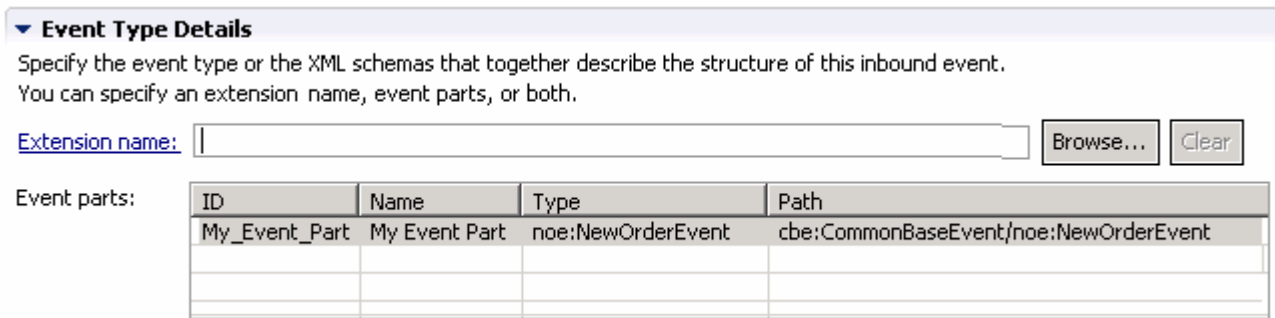 Event Type Details
Specify the event type or the XML schemas that together describe the structure of this inbound event.
You can specify an extension name, event parts, or both.
Extension name: Browse... Clear
Event parts: ID Name Type Path
My_Event_Part My Event Part noe:NewOrderEvent cbe:CommonBaseEvent/noe:NewOrderEvent